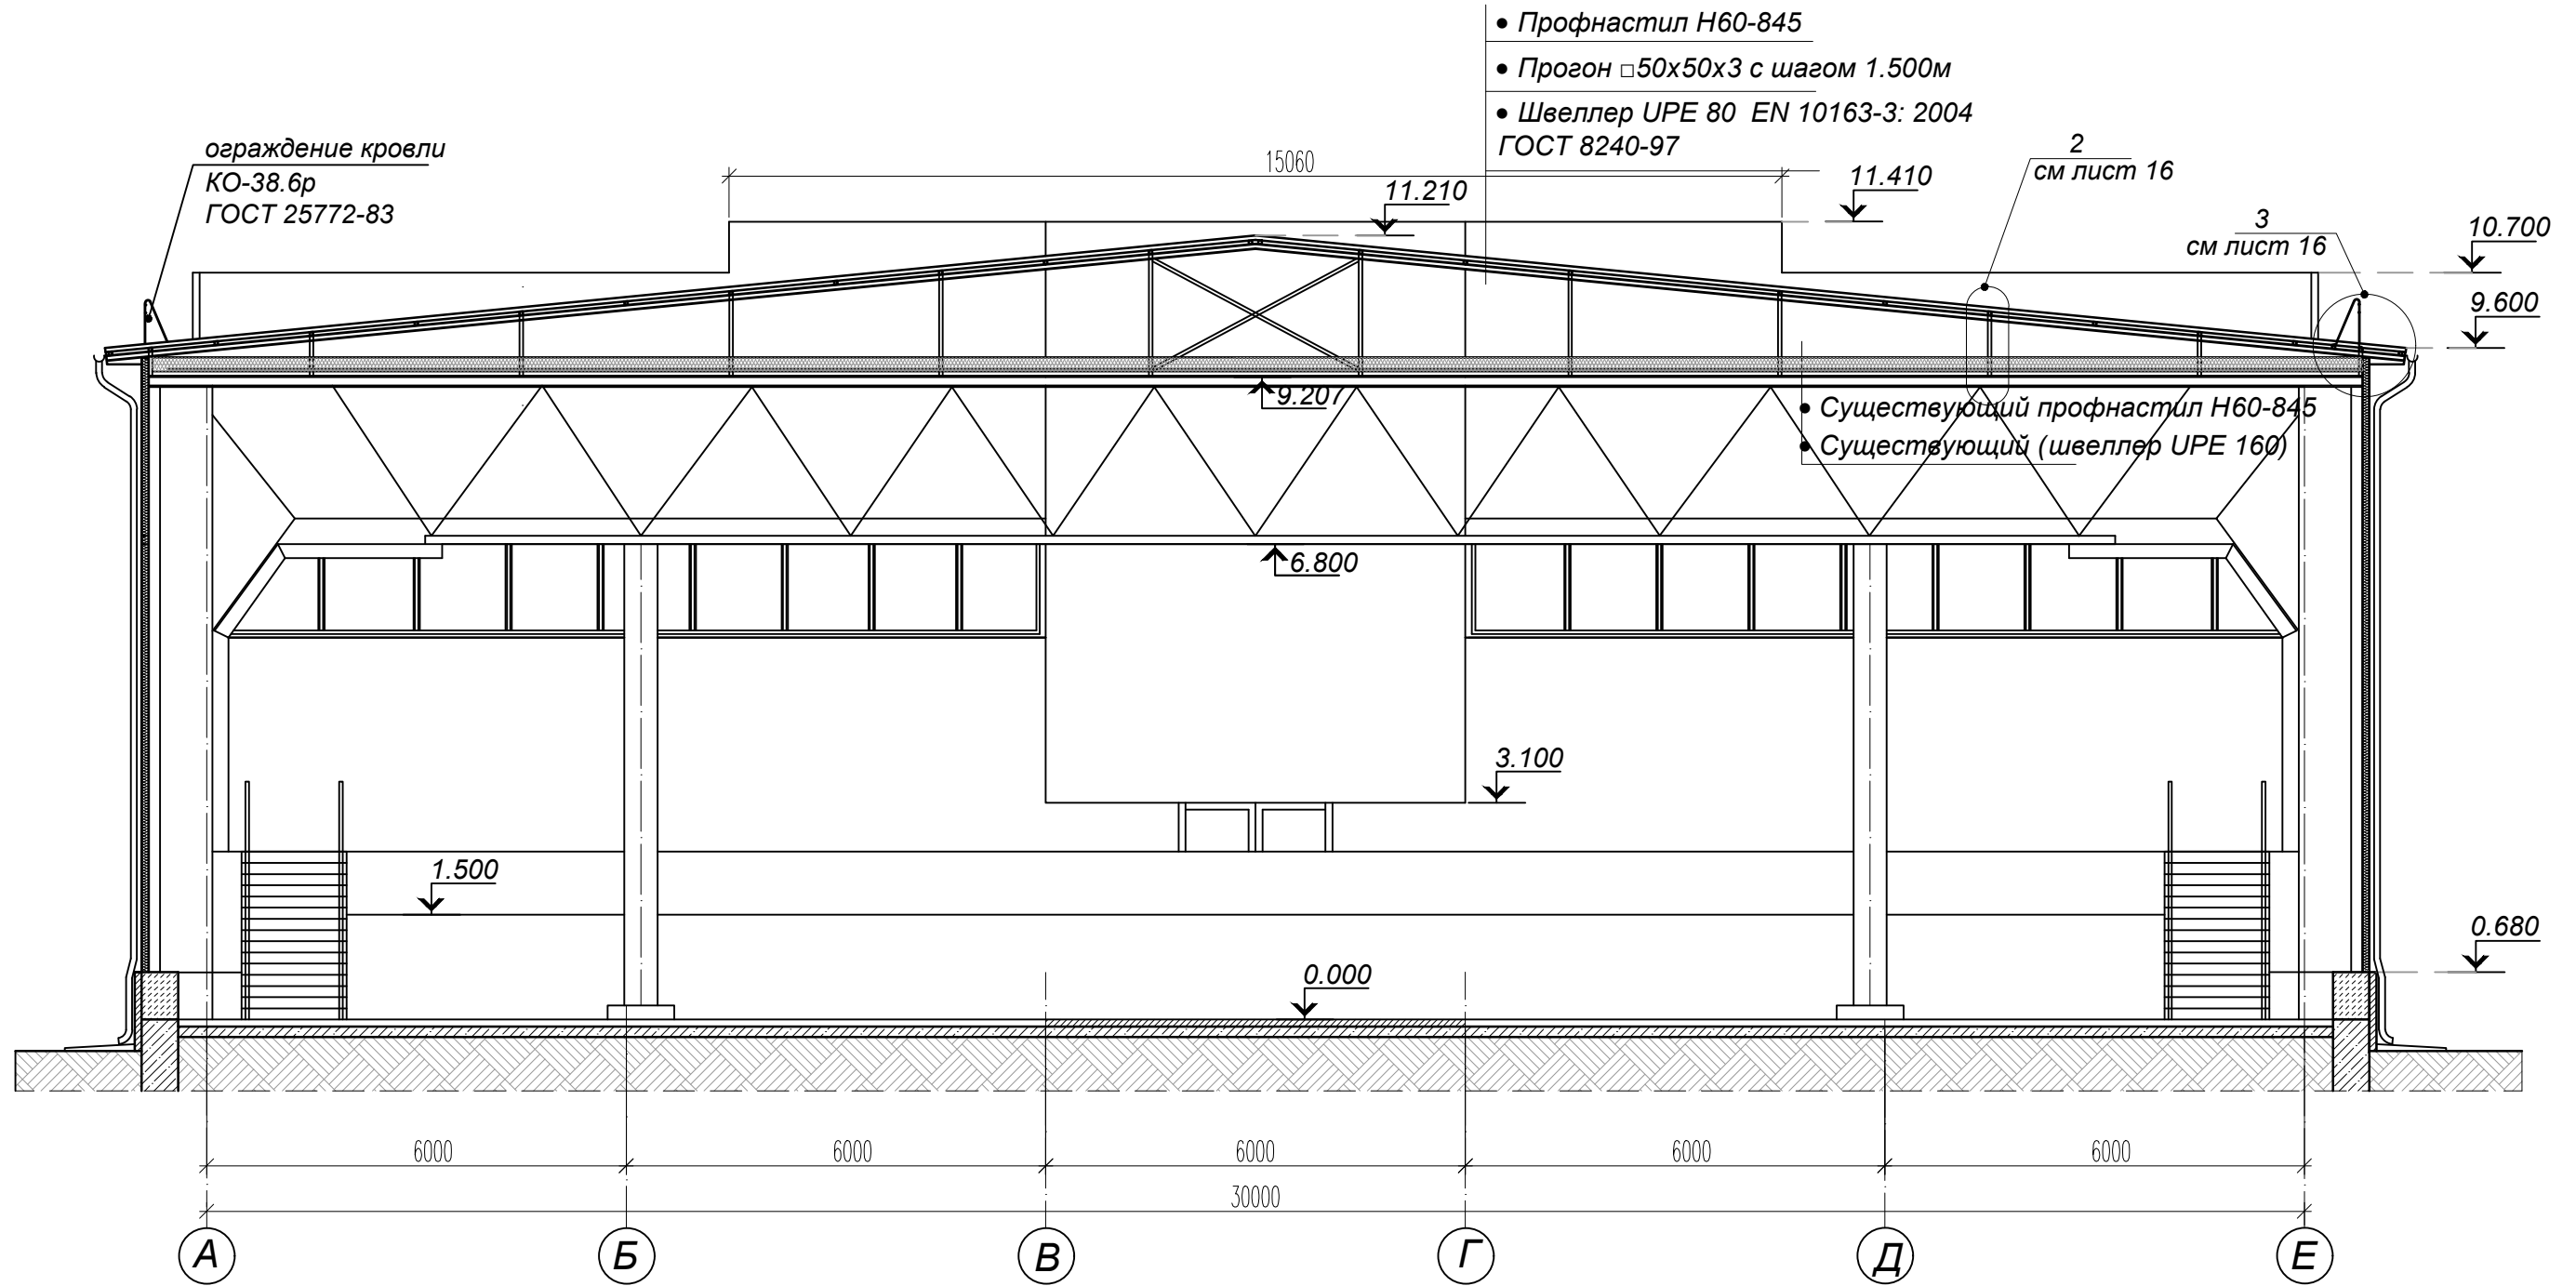 • Профнастил Н60-845
• Прогон □50х50х3 с шагом 1.500м
• Швеллер UPE 80 EN 10163-3: 2004
ГОСТ 8240-97
ограждение кровли
КО-38.6р
ГОСТ 25772-83
15060
11.210
11.410
2
см лист 16
3
см лист 16
10.700
9.600
9.207
• Существующий профнастил Н60-845
• Существующий (швеллер UPE 160)
6.800
3.100
1.500
0.680
0.000
6000 6000 6000 6000 6000
30000
А Б В Г Д Е